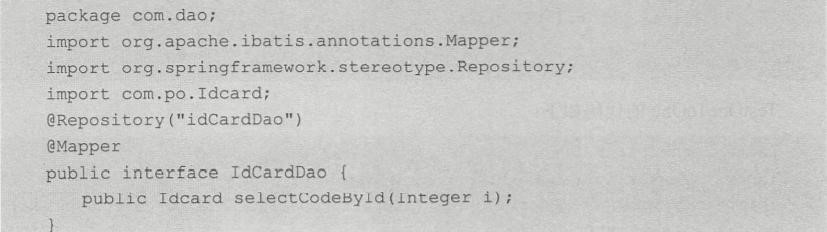 package com.dao;
import org.apache.ibatis.annotations.Mapper;
import org.springframework.stereotype.Repository;
import com.po.Idcard;
@Repository("idCardDao")
@Mapper
public interface IdCardDao {
public Idcard selectCodeById(Integer i);
}